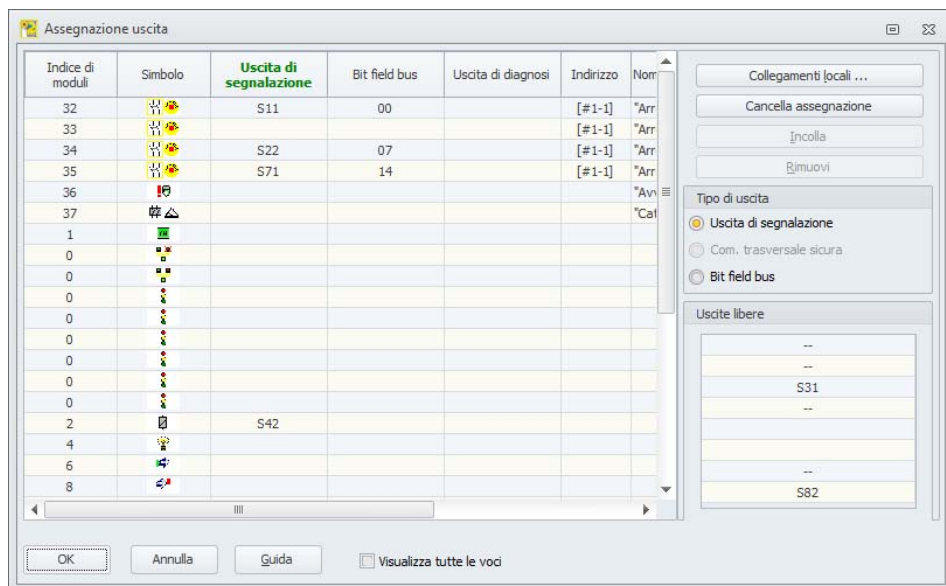 Assegnazione uscita
Indice di moduli Simbolo Uscita di segnalazione Bit field bus Uscita di diagnosi Indirizzo Nom
32 S11 00 [#1-1] "Arr
33 [#1-1] "Arr
34 S22 07 [#1-1] "Arr
35 S71 14 [#1-1] "Arr
36 "Avv
37 "Cat
1
0
0
0
0
0
0
0
0
2 S42
4
6
8
Collegamenti locali ...
Cancella assegnazione
Incolla
Rimuovi
Tipo di uscita
Uscita di segnalazione
Com. trasversale sicura
Bit field bus
Uscite libere
--
--
S31
--
--
S82
OK Annulla Guida Visualizza tutte le voci